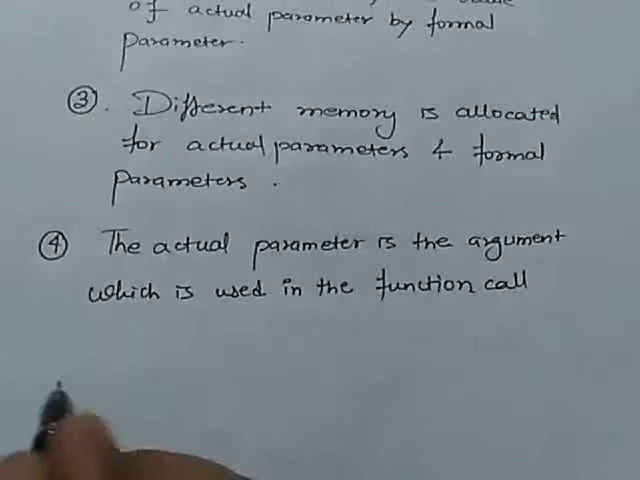 of actual parameter by formal
parameter.
③. Different memory is allocated
for actual parameters & formal
parameters.
④ The actual parameter is the argument
which is used in the function call